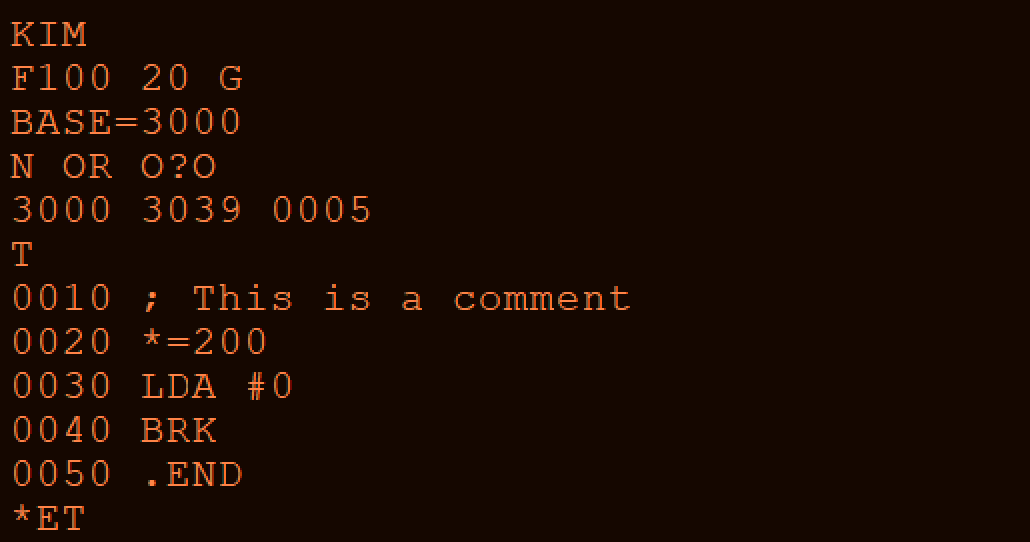 KIM
F100 20 G
BASE=3000
N OR O?O
3000 3039 0005
T
0010 ; This is a comment
0020 *=200
0030 LDA #0
0040 BRK
0050 .END
*ET